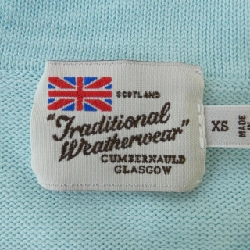 SCOTLAND
"Traditional
Weatherwear"
CUMBERNAULD
GLASGOW
XS
MADE